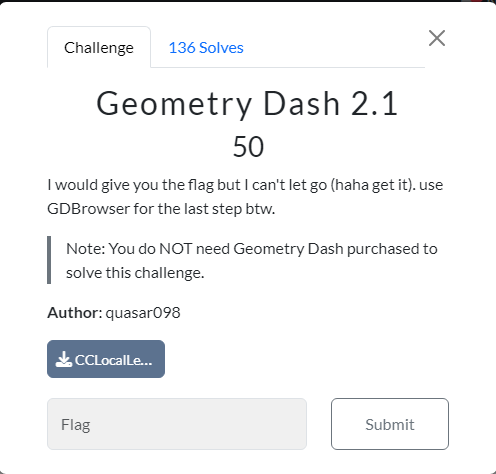 Challenge
136 Solves
Geometry Dash 2.1
50
I would give you the flag but I can't let go (haha get it). use
GDBrowser for the last step btw.
Note: You do NOT need Geometry Dash purchased to
solve this challenge.
Author: quasar098
CCLocalLe...
Flag
Submit